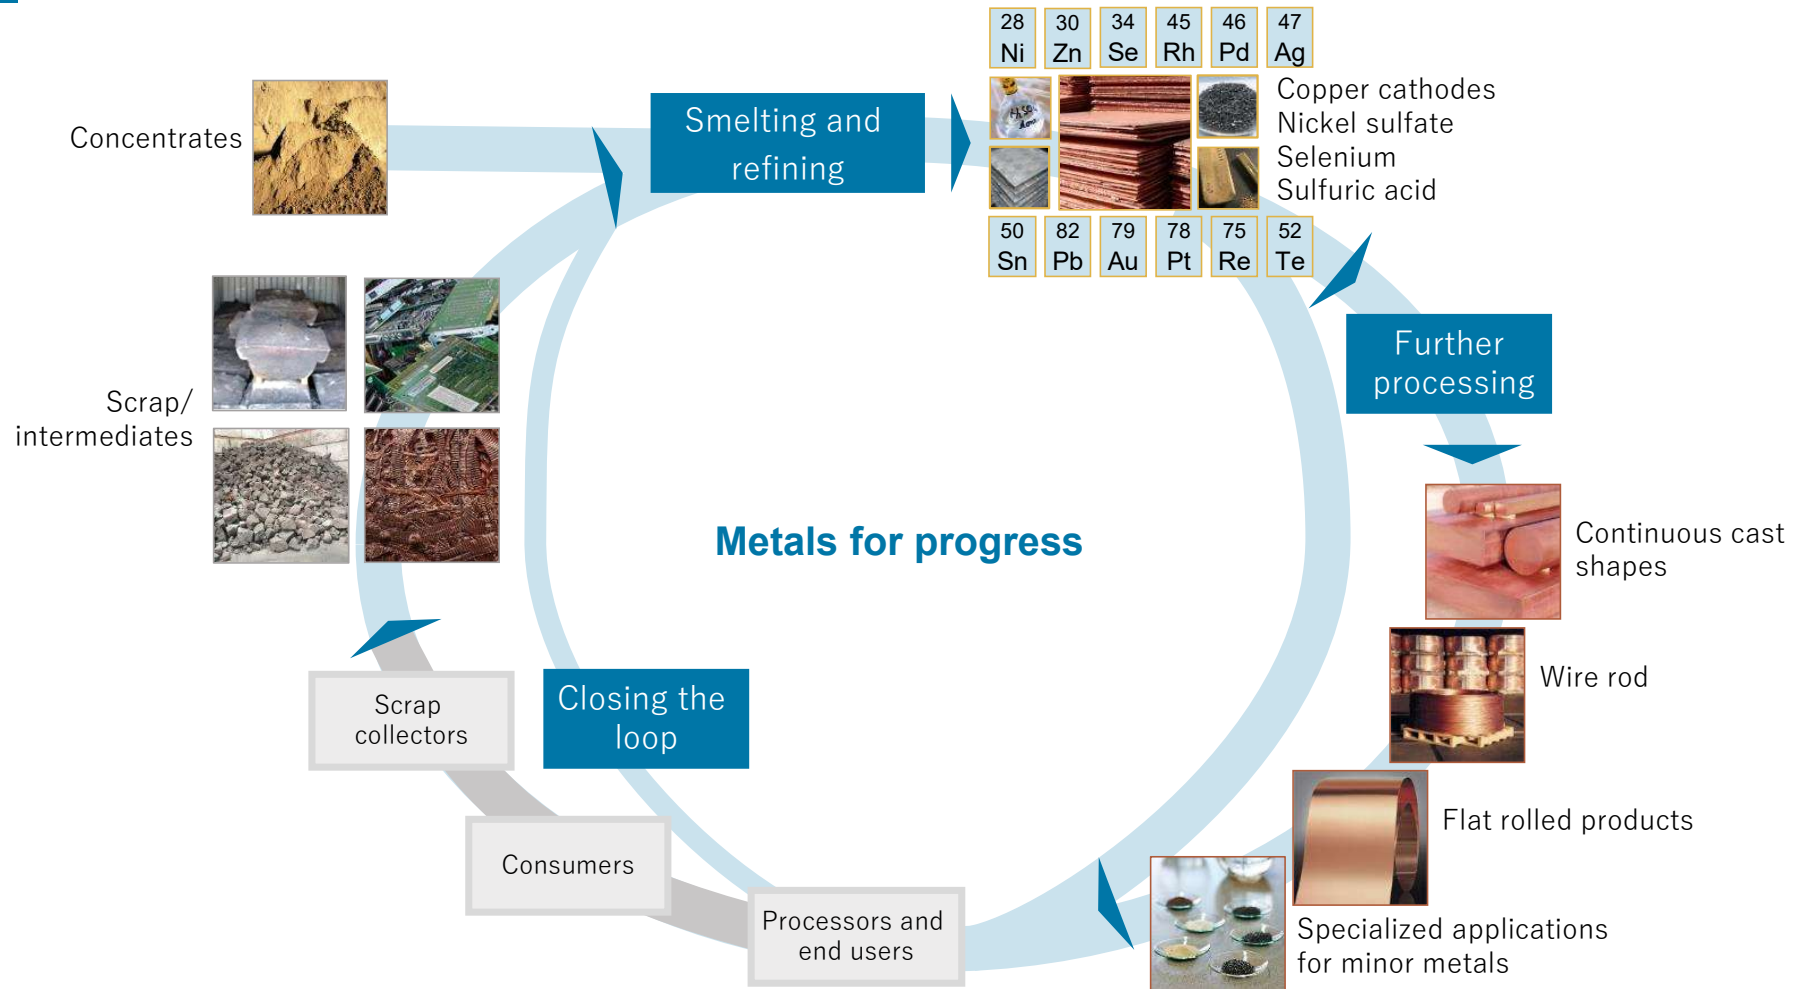 28 30 34 45 46 47
Ni Zn Se Rh Pd Ag
Concentrates
Smelting and
refining
Copper cathodes
Nickel sulfate
Selenium
Sulfuric acid
50 82 79 78 75 52
Sn Pb Au Pt Re Te
Scrap/
intermediates
Further
processing
Metals for progress
Continuous cast
shapes
Wire rod
Flat rolled products
Specialized applications
for minor metals
Processors and
end users
Consumers
Scrap
collectors
Closing the
loop